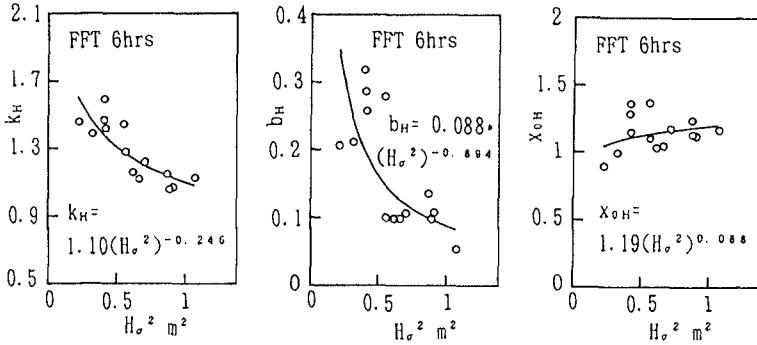 2.1
1.7
1.3
0.9
0.5
k_H
FFT 6hrs
k_H=
1.10(H_σ²)^-0.246
0 0.5 1
H_σ² m²
0.4
0.3
0.2
0.1
0
b_H
FFT 6hrs
b_H= 0.088・
(H_σ²)^-0.894
0 0.5 1
H_σ² m²
2
1.5
1
0.5
0
X_0H
FFT 6hrs
X_0H=
1.19(H_σ²)^0.088
0 0.5 1
H_σ² m²